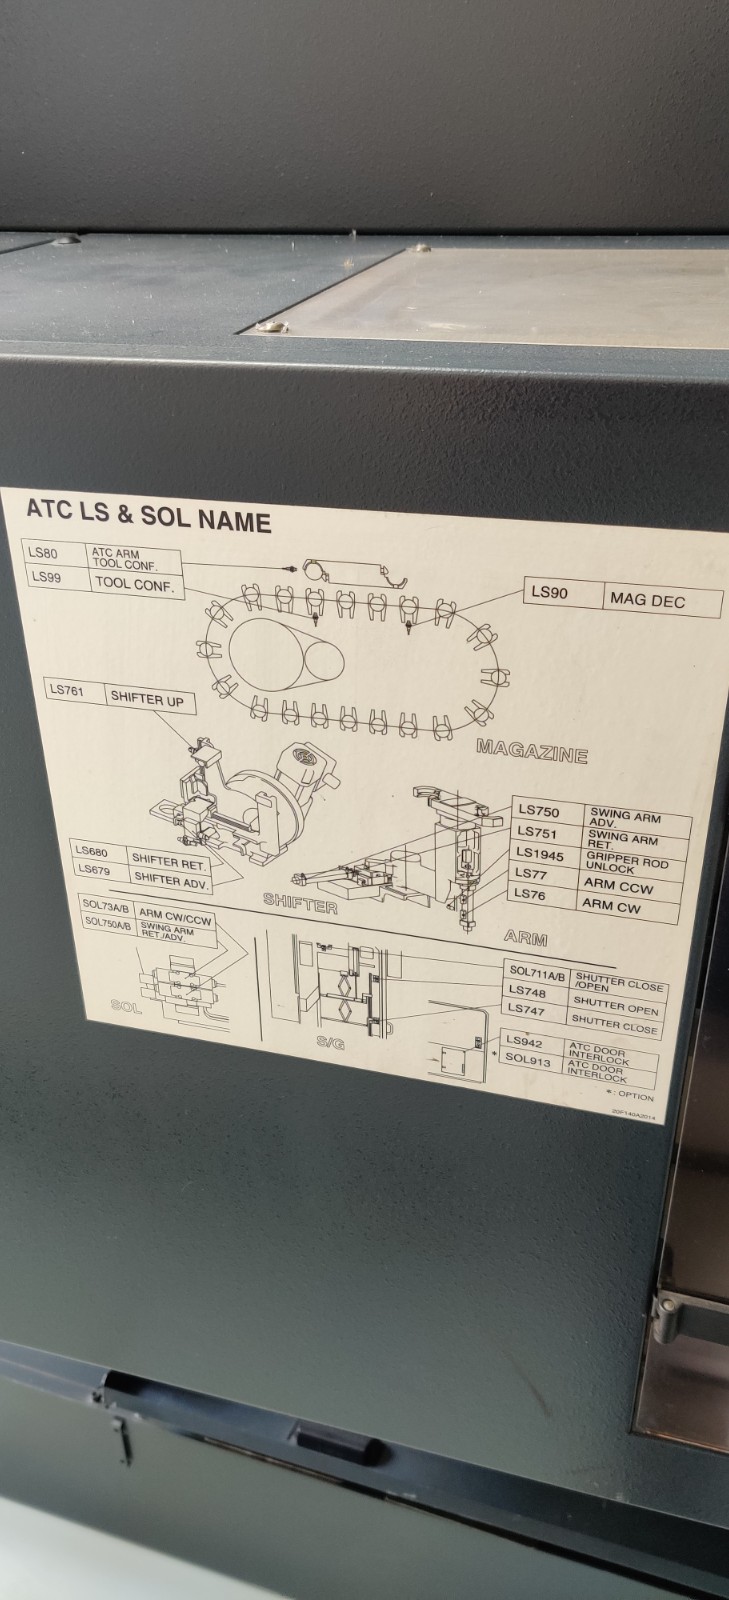 ATC LS & SOL NAME
LS80 ATC ARM
TOOL CONF.
LS99 TOOL CONF.
LS90 MAG DEC
LS761 SHIFTER UP
MAGAZINE
LS750 SWING ARM
ADV.
LS751 SWING ARM
RET.
LS1945 GRIPPER ROD
UNLOCK
LS77 ARM CCW
LS76 ARM CW
LS680 SHIFTER RET.
LS679 SHIFTER ADV.
SHIFTER
ARM
SOL73A/B ARM CW/CCW
SOL750A/B SWING ARM
RET./ADV.
SOL
S/G
SOL711A/B SHUTTER CLOSE
/OPEN
LS748 SHUTTER OPEN
LS747 SHUTTER CLOSE
LS942 ATC DOOR
INTERLOCK
* SOL913 ATC DOOR
INTERLOCK
*: OPTION